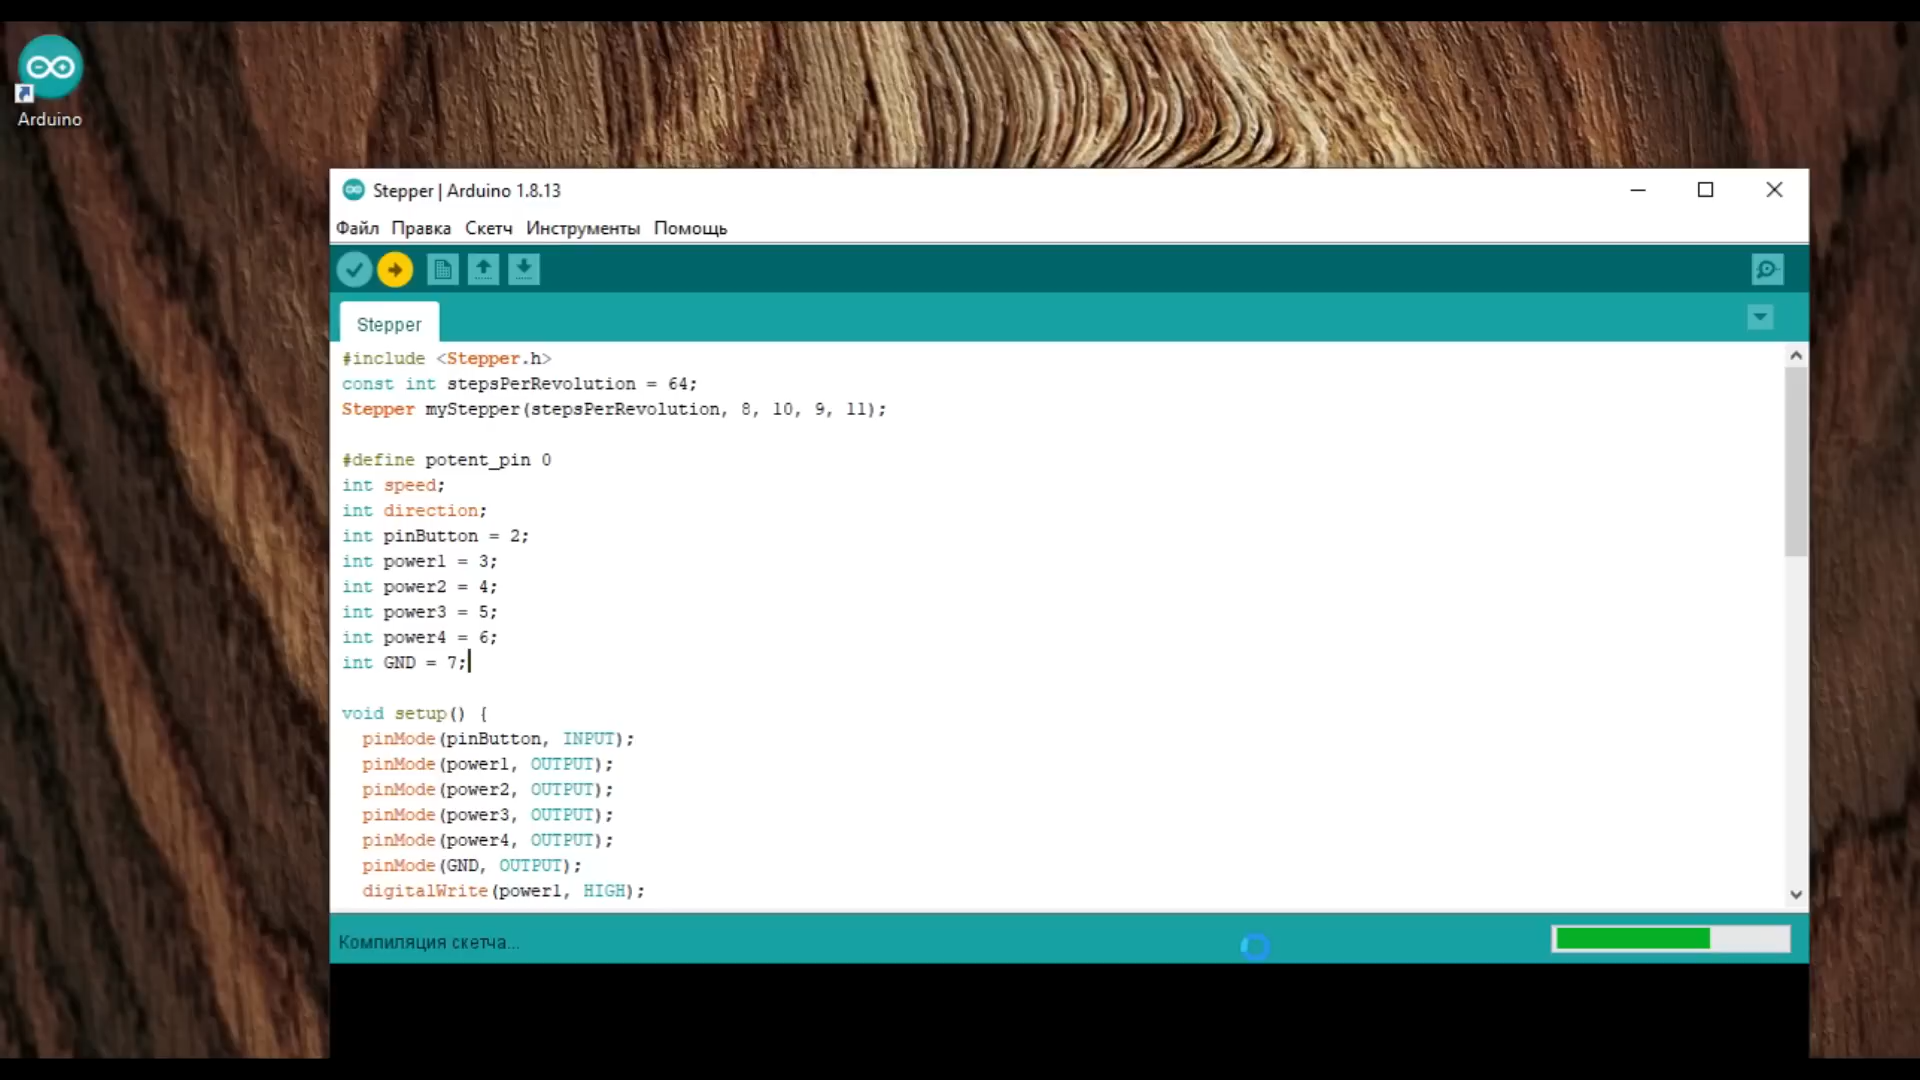 Arduino
Stepper | Arduino 1.8.13
Файл Правка Скетч Инструменты Помощь
Stepper
#include <Stepper.h>
const int stepsPerRevolution = 64;
Stepper myStepper(stepsPerRevolution, 8, 10, 9, 11);
#define potent_pin 0
int speed;
int direction;
int pinButton = 2;
int power1 = 3;
int power2 = 4;
int power3 = 5;
int power4 = 6;
int GND = 7;
void setup() {
pinMode(pinButton, INPUT);
pinMode(power1, OUTPUT);
pinMode(power2, OUTPUT);
pinMode(power3, OUTPUT);
pinMode(power4, OUTPUT);
pinMode(GND, OUTPUT);
digitalWrite(power1, HIGH);
Компиляция скетча...